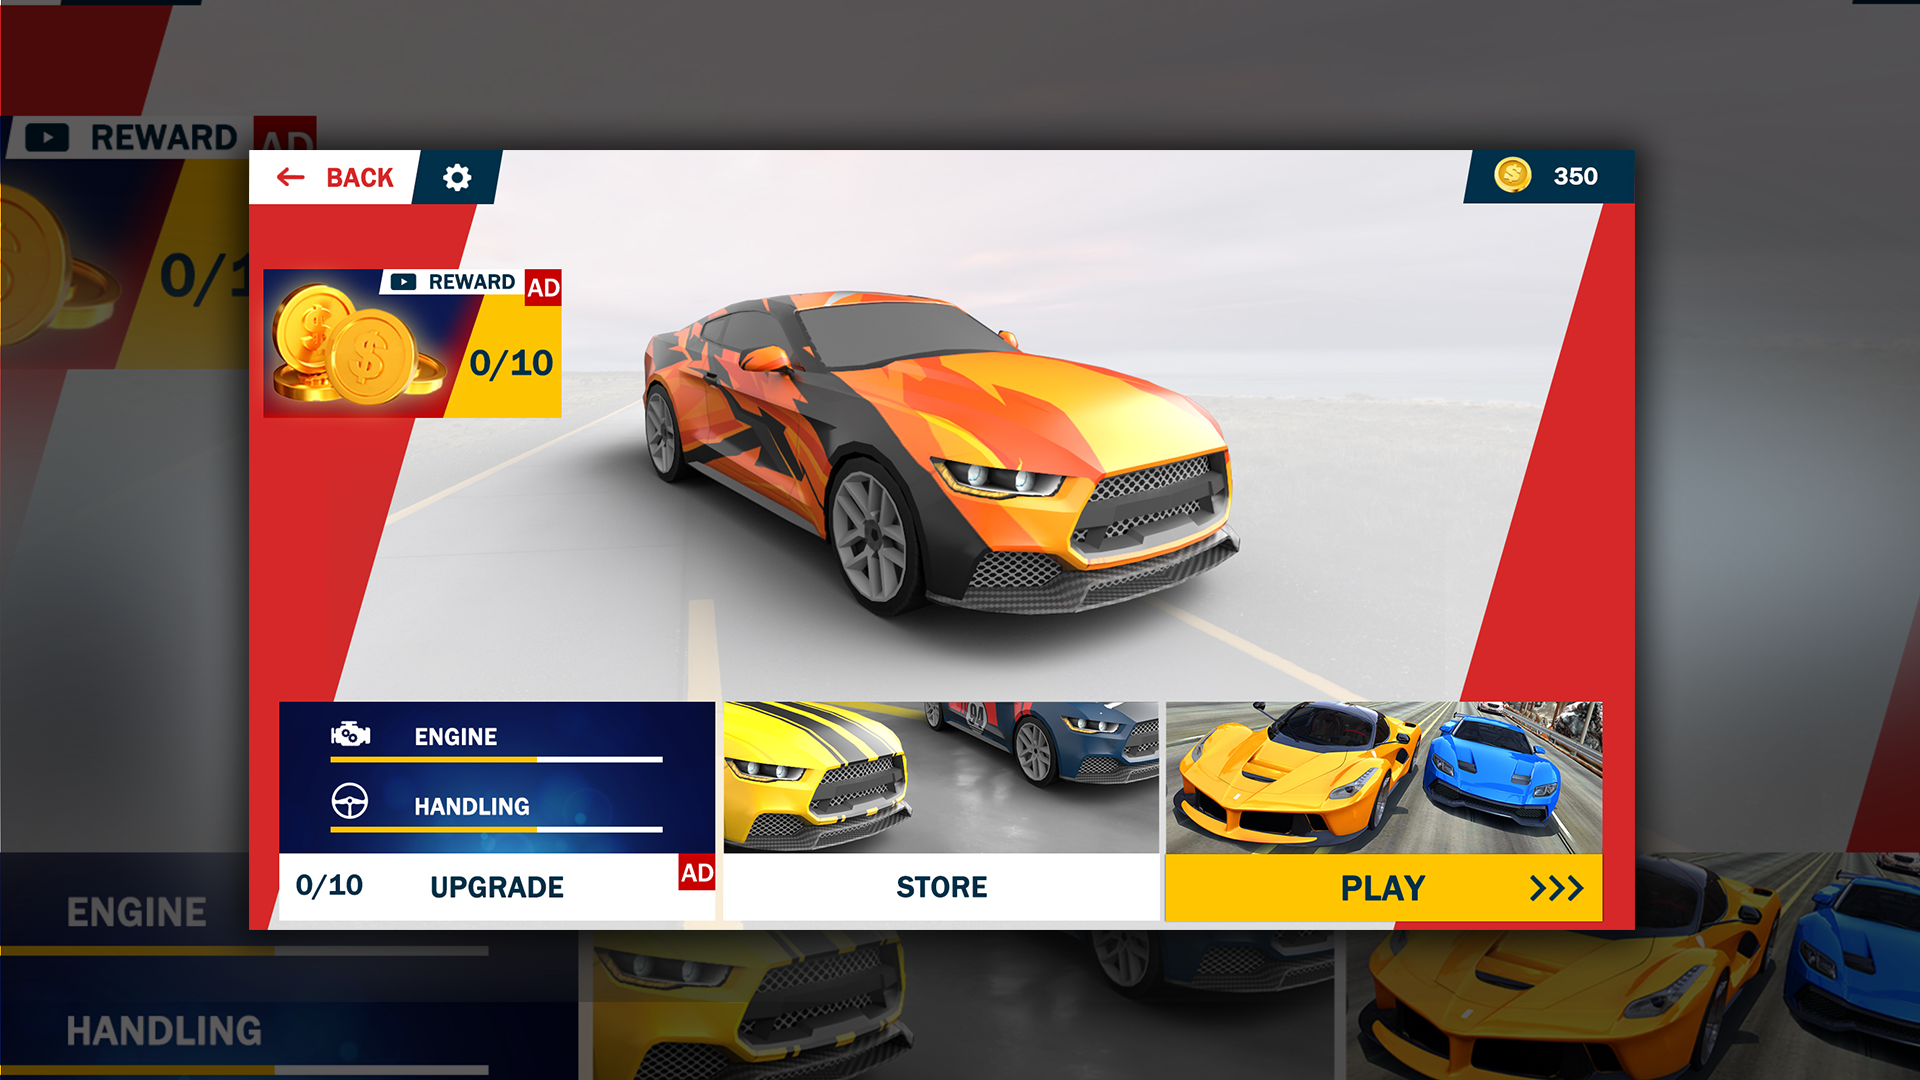 REWARD AD
0/1
BACK
350
REWARD AD
0/10
ENGINE
HANDLING
0/10 UPGRADE AD
STORE
PLAY >>>
ENGINE
HANDLING